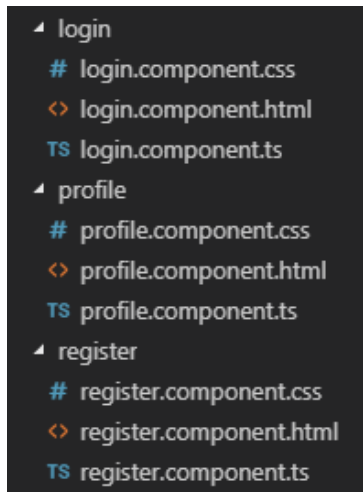 login
# login.component.css
<> login.component.html
TS login.component.ts
profile
# profile.component.css
<> profile.component.html
TS profile.component.ts
register
# register.component.css
<> register.component.html
TS register.component.ts